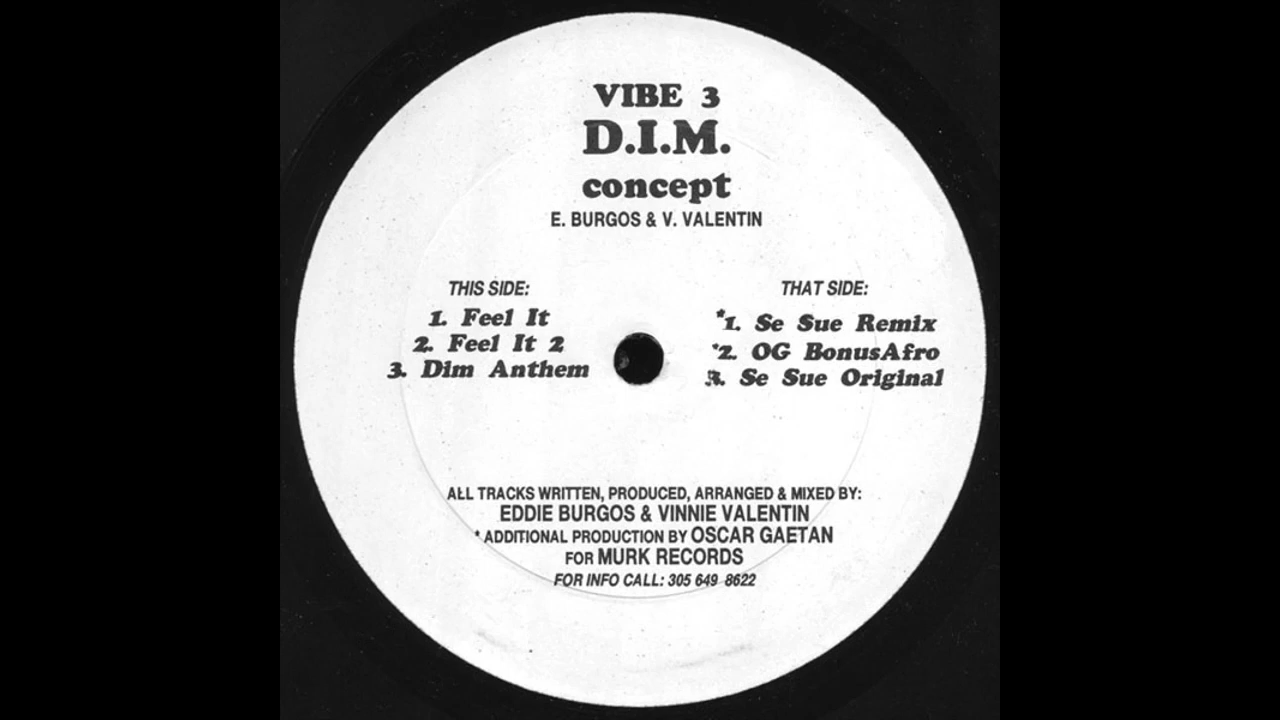 VIBE 3
D.I.M.
concept
E. BURGOS & V. VALENTIN
THIS SIDE:
1. Feel It
2. Feel It 2
3. Dim Anthem
THAT SIDE:
*1. Se Sue Remix
*2. OG BonusAfro
3. Se Sue Original
ALL TRACKS WRITTEN, PRODUCED, ARRANGED & MIXED BY:
EDDIE BURGOS & VINNIE VALENTIN
* ADDITIONAL PRODUCTION BY OSCAR GAETAN
FOR MURK RECORDS
FOR INFO CALL: 305 649 8622